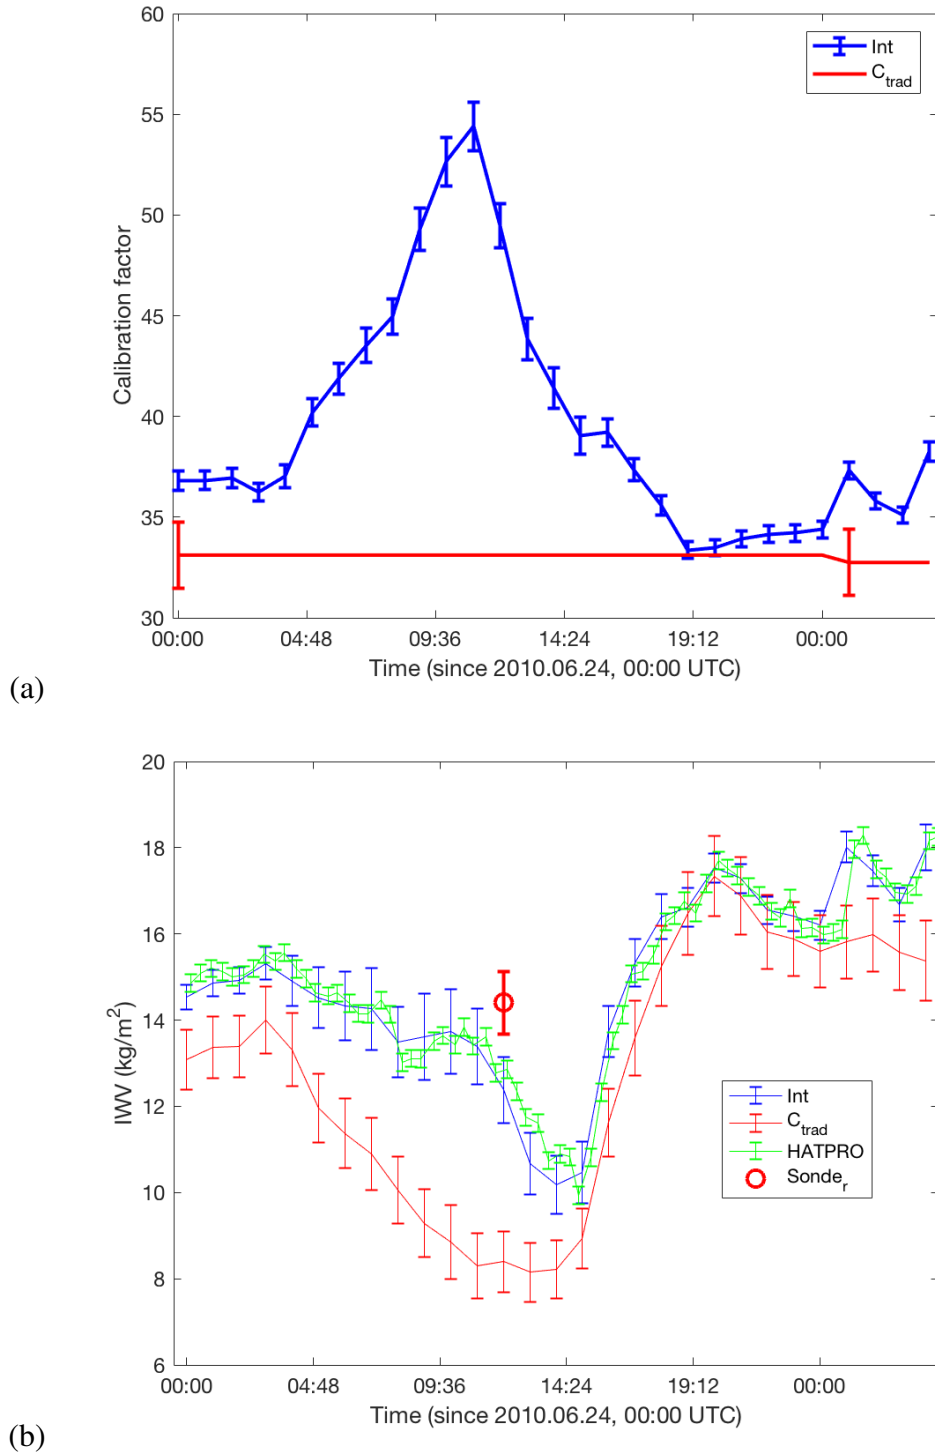 60
55
50
45
40
35
30
Calibration factor
Int
C_trad
00:00 04:48 09:36 14:24 19:12 00:00
Time (since 2010.06.24, 00:00 UTC)
(a)
20
18
16
14
12
10
8
6
IWV (kg/m²)
Int
C_trad
HATPRO
Sonde_r
00:00 04:48 09:36 14:24 19:12 00:00
Time (since 2010.06.24, 00:00 UTC)
(b)